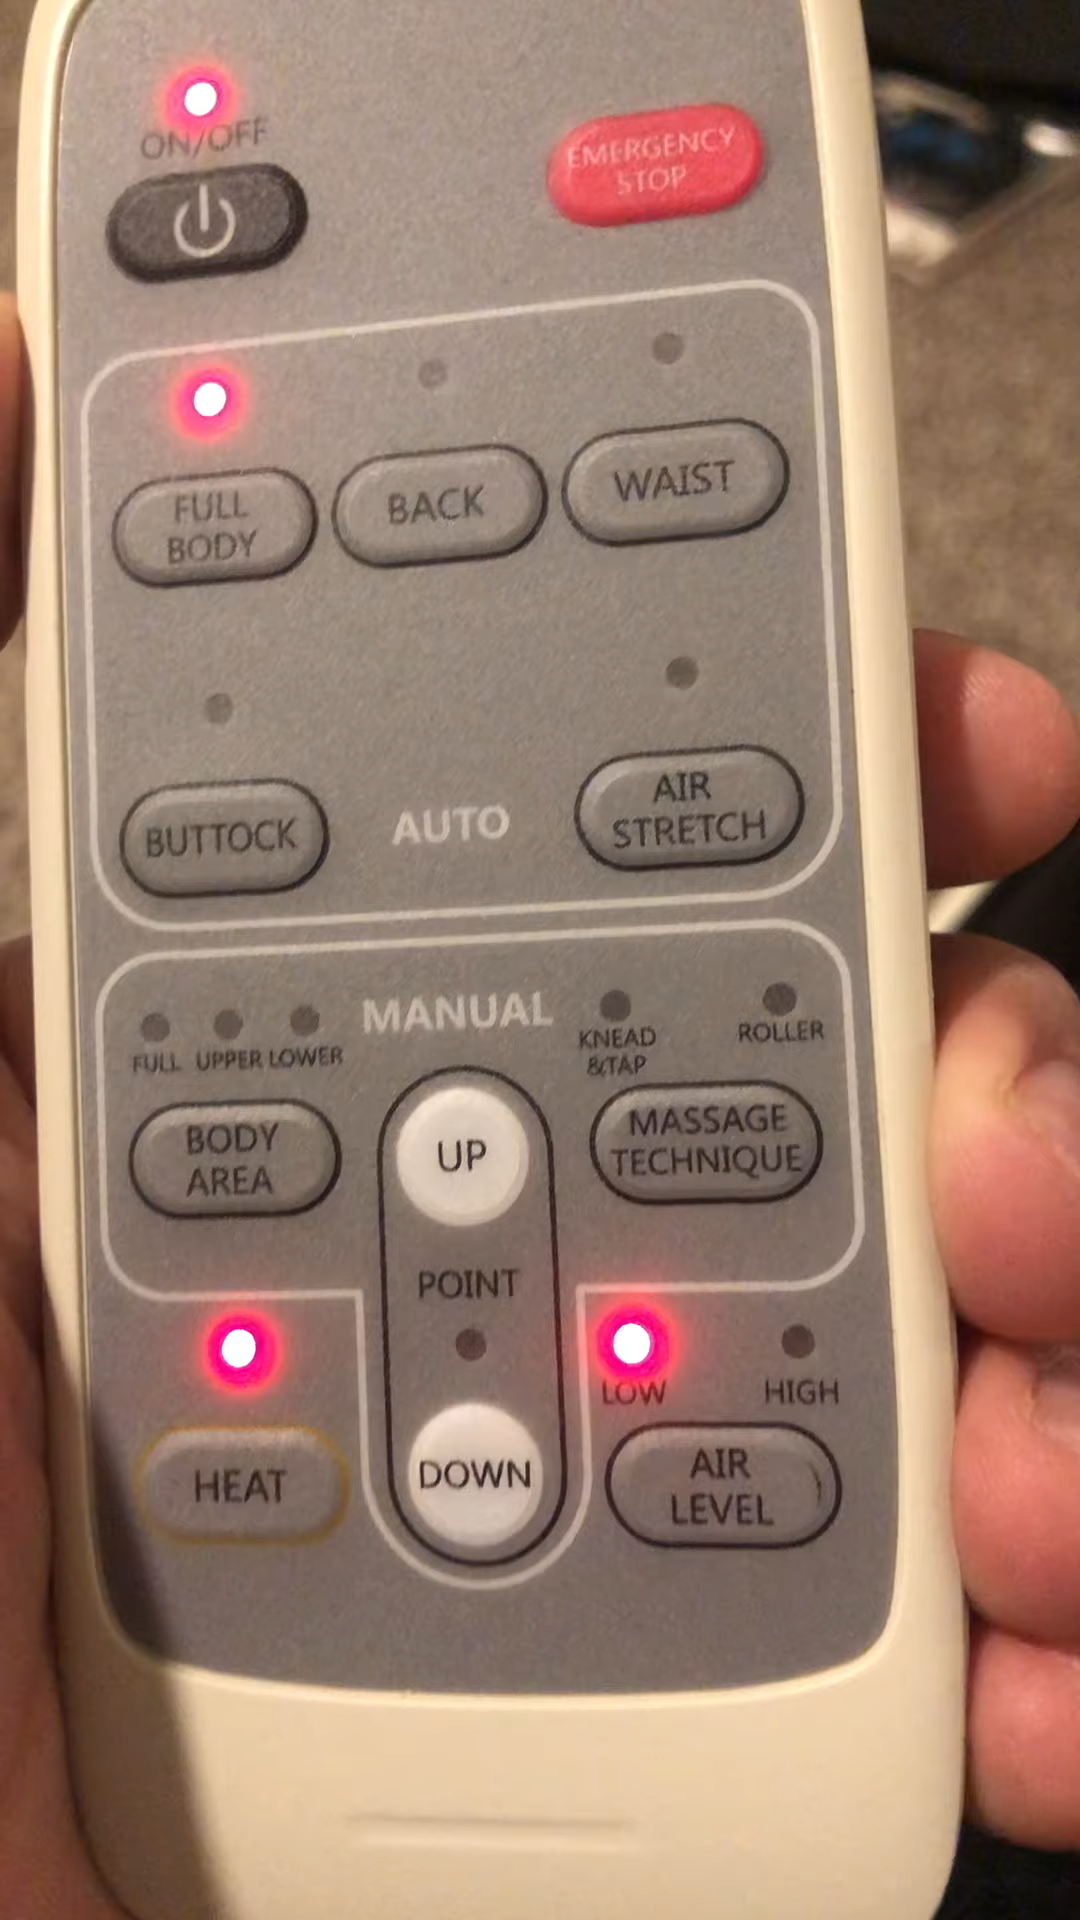 ON/OFF
EMERGENCY
STOP
FULL
BODY
BACK
WAIST
BUTTOCK
AUTO
AIR
STRETCH
MANUAL
FULL UPPER LOWER
KNEAD
&TAP
ROLLER
BODY
AREA
UP
MASSAGE
TECHNIQUE
POINT
LOW
HIGH
HEAT
DOWN
AIR
LEVEL